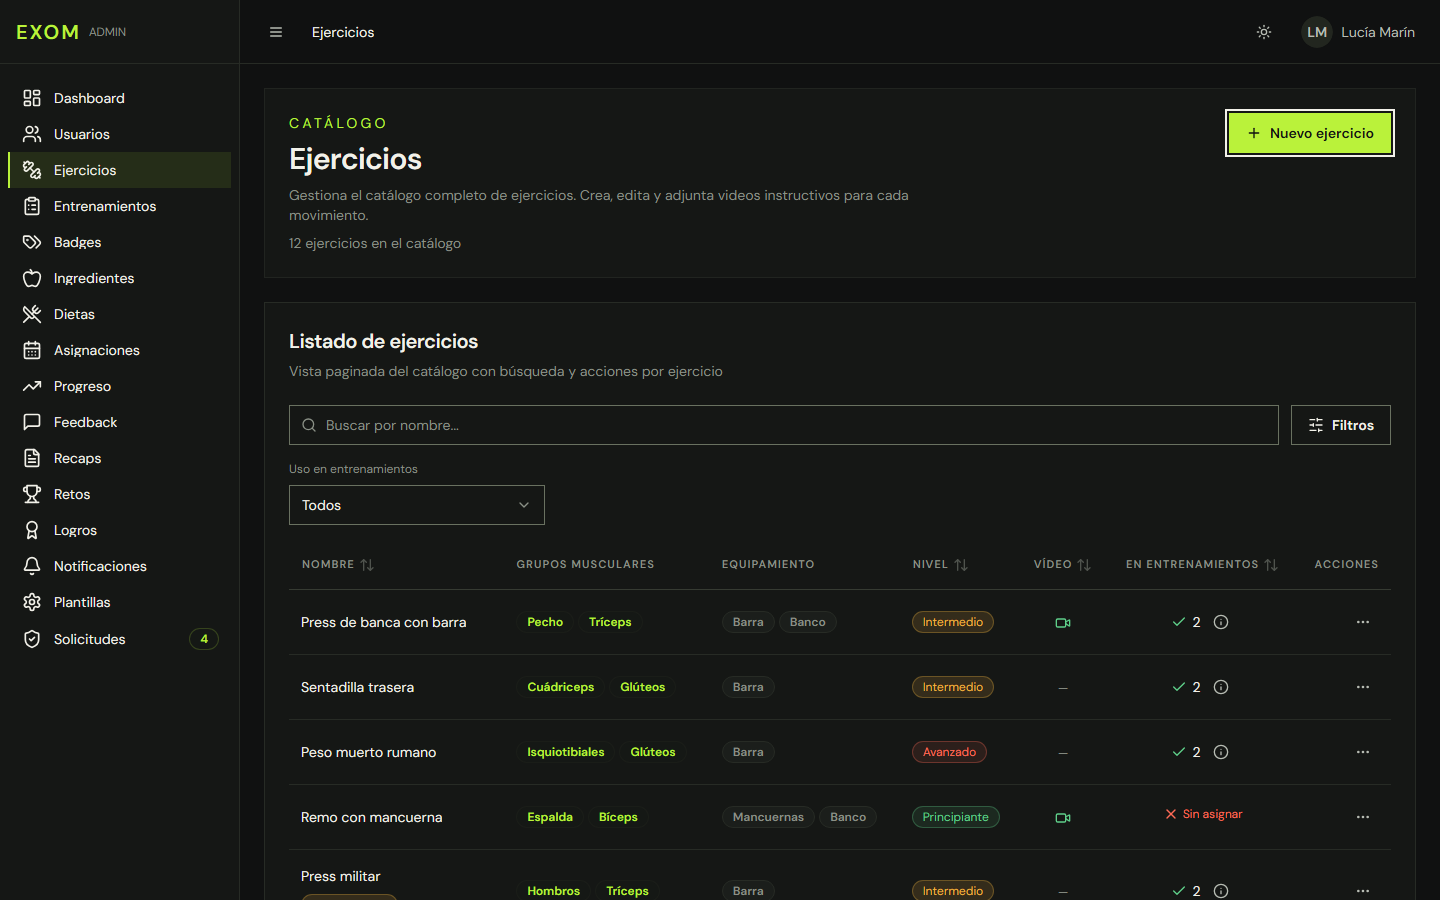 EXOM ADMIN
Ejercicios
LM Lucía Marín
Dashboard
Usuarios
Ejercicios
Entrenamientos
Badges
Ingredientes
Dietas
Asignaciones
Progreso
Feedback
Recaps
Retos
Logros
Notificaciones
Plantillas
Solicitudes 4
CATÁLOGO
Ejercicios
Gestiona el catálogo completo de ejercicios. Crea, edita y adjunta videos instructivos para cada
movimiento.
12 ejercicios en el catálogo
+ Nuevo ejercicio
Listado de ejercicios
Vista paginada del catálogo con búsqueda y acciones por ejercicio
Buscar por nombre...
Filtros
Uso en entrenamientos
Todos
NOMBRE GRUPOS MUSCULARES EQUIPAMIENTO NIVEL VÍDEO EN ENTRENAMIENTOS ACCIONES
Press de banca con barra Pecho Tríceps Barra Banco Intermedio 2
Sentadilla trasera Cuádriceps Glúteos Barra Intermedio – 2
Peso muerto rumano Isquiotibiales Glúteos Barra Avanzado – 2
Remo con mancuerna Espalda Bíceps Mancuernas Banco Principiante Sin asignar
Press militar Hombros Tríceps Barra Intermedio – 2